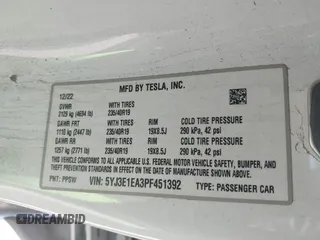 MFD BY TESLA, INC.
12/22
GVWR WITH TIRES
2129 kg (4694 lb) 235/40R19
GAWR FRT WITH TIRES RIM COLD TIRE PRESSURE
1110 kg (2447 lb) 235/40R19 19X8.5J 290 kPa, 42 psi
GAWR RR WITH TIRES RIM COLD TIRE PRESSURE
1257 kg (2771 lb) 235/40R19 19X8.5J 290 kPa, 42 psi
THIS VEHICLE CONFORMS TO ALL APPLICABLE U.S. FEDERAL MOTOR VEHICLE SAFETY, BUMPER, AND
THEFT PREVENTION STANDARDS IN EFFECT ON THE DATE OF MANUFACTURE SHOWN ABOVE.
PNT: PPSW VIN: 5YJ3E1EA3PF451392 TYPE: PASSENGER CAR
AUTOBIDMASTER